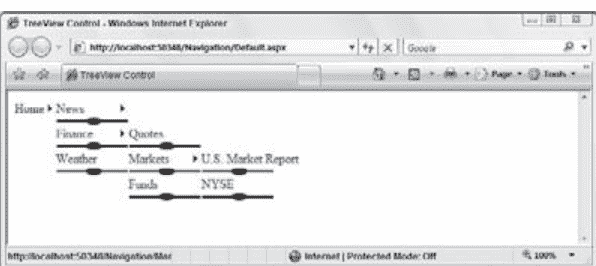 TreeView Control - Windows Internet Explorer
http://localhost:50348/Navigation/Default.aspx
Google
TreeView Control
Page
Tools
Home News
Finance Quotes
Weather Markets U.S. Market Report
Funds NYSE
http://localhost:50348/Navigation/Mar
Internet | Protected Mode: Off
100%